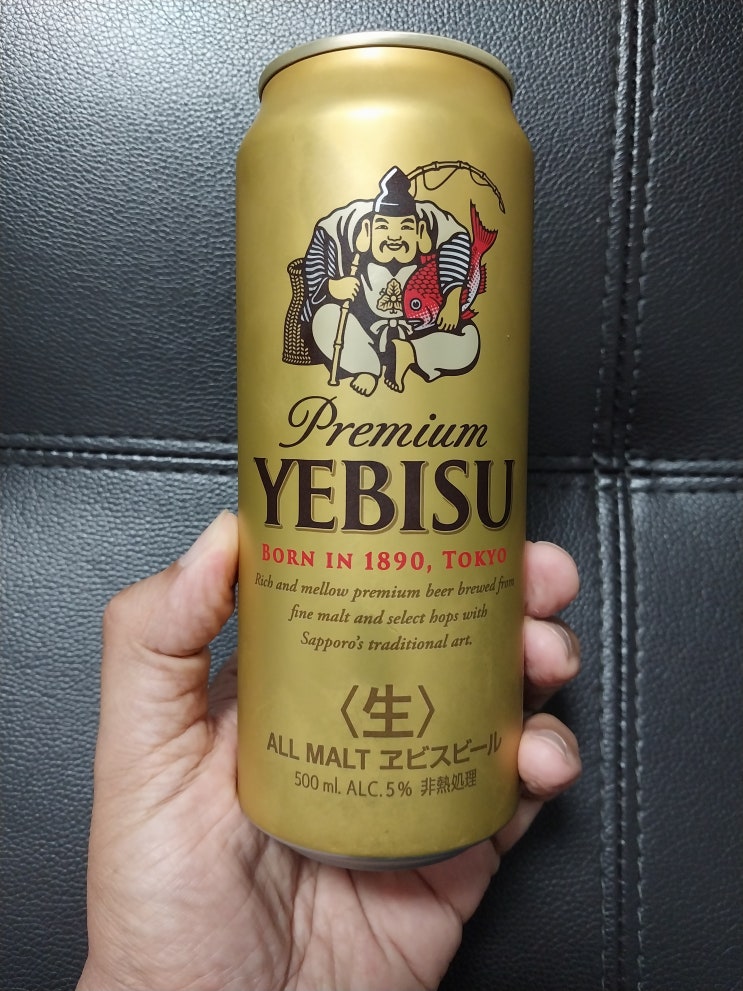 Premium
YEBISU
BORN IN 1890, TOKYO
Rich and mellow premium beer brewed from
fine malt and select hops with
Sapporo's traditional art.
〈生〉
ALL MALT ヱビスビール
500 ml. ALC.5% 非熱処理